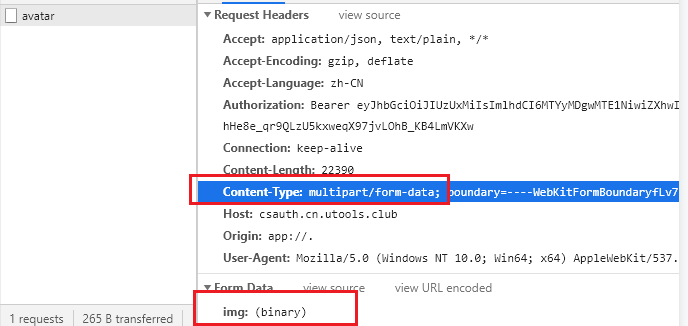 avatar
Request Headers view source
Accept: application/json, text/plain, */*
Accept-Encoding: gzip, deflate
Accept-Language: zh-CN
Authorization: Bearer eyJhbGciOiJIUzUxMiIsImlhdCI6MTYyMDgwMTE1NiwiZXhwI
hHe8e_qr9QLzU5kxweqX97jvLOhB_KB4LmVKXw
Connection: keep-alive
Content-Length: 22390
Content-Type: multipart/form-data; boundary=----WebKitFormBoundaryfLv7
Host: csauth.cn.utools.club
Origin: app://.
User-Agent: Mozilla/5.0 (Windows NT 10.0; Win64; x64) AppleWebKit/537.
Form Data view source view URL encoded
img: (binary)
1 requests 265 B transferred